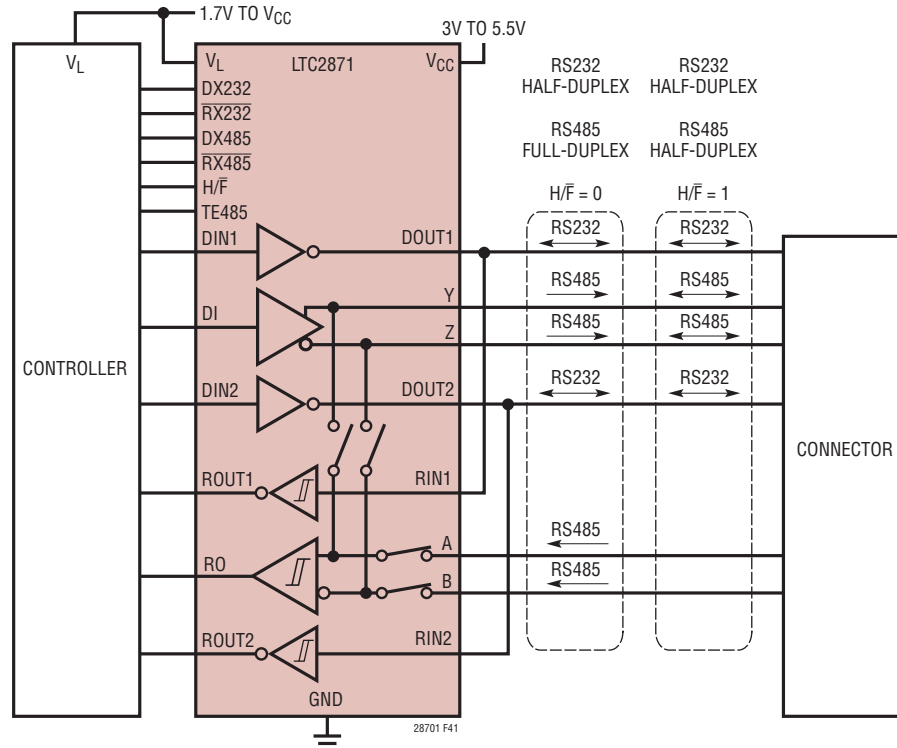 1.7V TO VCC
3V TO 5.5V
VL
VL
LTC2871
VCC
DX232
RX232
DX485
RX485
H/F
TE485
DIN1
DOUT1
DI
Y
Z
DIN2
DOUT2
ROUT1
RIN1
RO
A
B
ROUT2
RIN2
GND
CONTROLLER
RS232
HALF-DUPLEX
RS232
HALF-DUPLEX
RS485
FULL-DUPLEX
RS485
HALF-DUPLEX
H/F̅ = 0
H/F̅ = 1
RS232
RS232
RS485
RS485
RS485
RS485
RS232
RS232
RS485
RS485
CONNECTOR
28701 F41